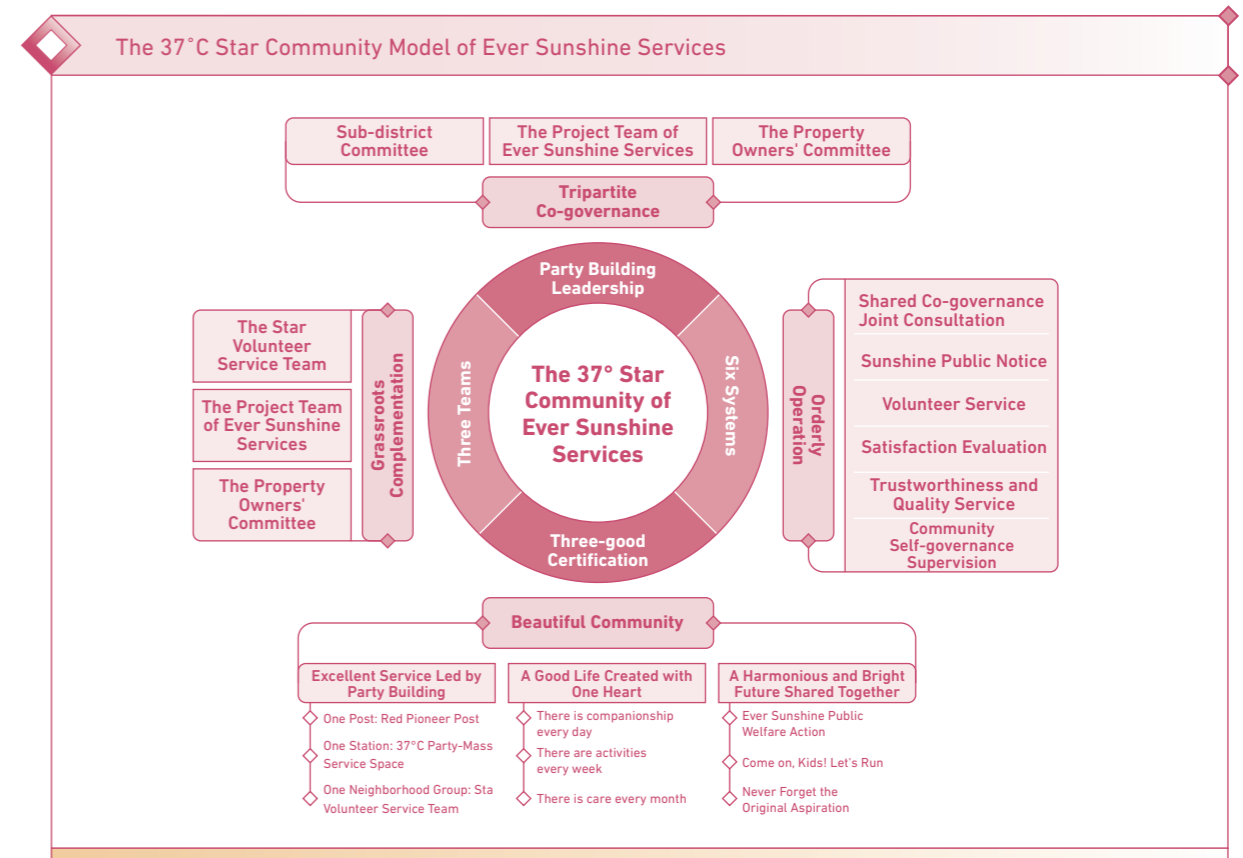 The 37˚C Star Community Model of Ever Sunshine Services
Sub-district
Committee
The Project Team of
Ever Sunshine Services
The Property
Owners' Committee
Tripartite
Co-governance
Party Building
Leadership
Three Teams
Six Systems
Three-good
Certification
The 37° Star
Community of
Ever Sunshine
Services
The Star
Volunteer
Service Team
The Project Team
of Ever Sunshine
Services
The Property
Owners'
Committee
Grassroots
Complementation
Orderly
Operation
Shared Co-governance
Joint Consultation
Sunshine Public Notice
Volunteer Service
Satisfaction Evaluation
Trustworthiness and
Quality Service
Community
Self-governance
Supervision
Beautiful Community
Excellent Service Led by
Party Building
One Post: Red Pioneer Post
One Station: 37°C Party-Mass
Service Space
One Neighborhood Group: Sta
Volunteer Service Team
A Good Life Created with
One Heart
There is companionship
every day
There are activities
every week
There is care every month
A Harmonious and Bright
Future Shared Together
Ever Sunshine Public
Welfare Action
Come on, Kids! Let's Run
Never Forget the
Original Aspiration